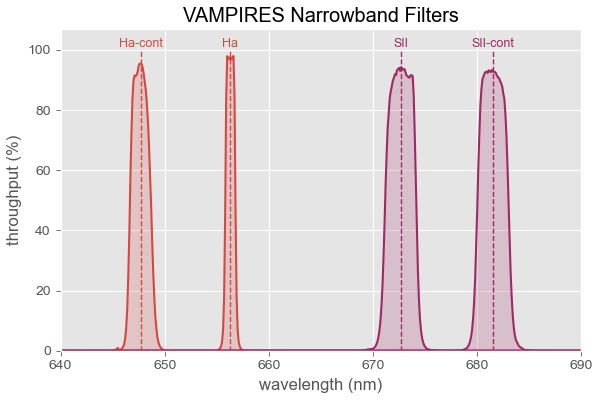 VAMPIRES Narrowband Filters
Ha-cont Ha SII SII-cont
100
80
60
40
20
0
throughput (%)
640 650 660 670 680 690
wavelength (nm)